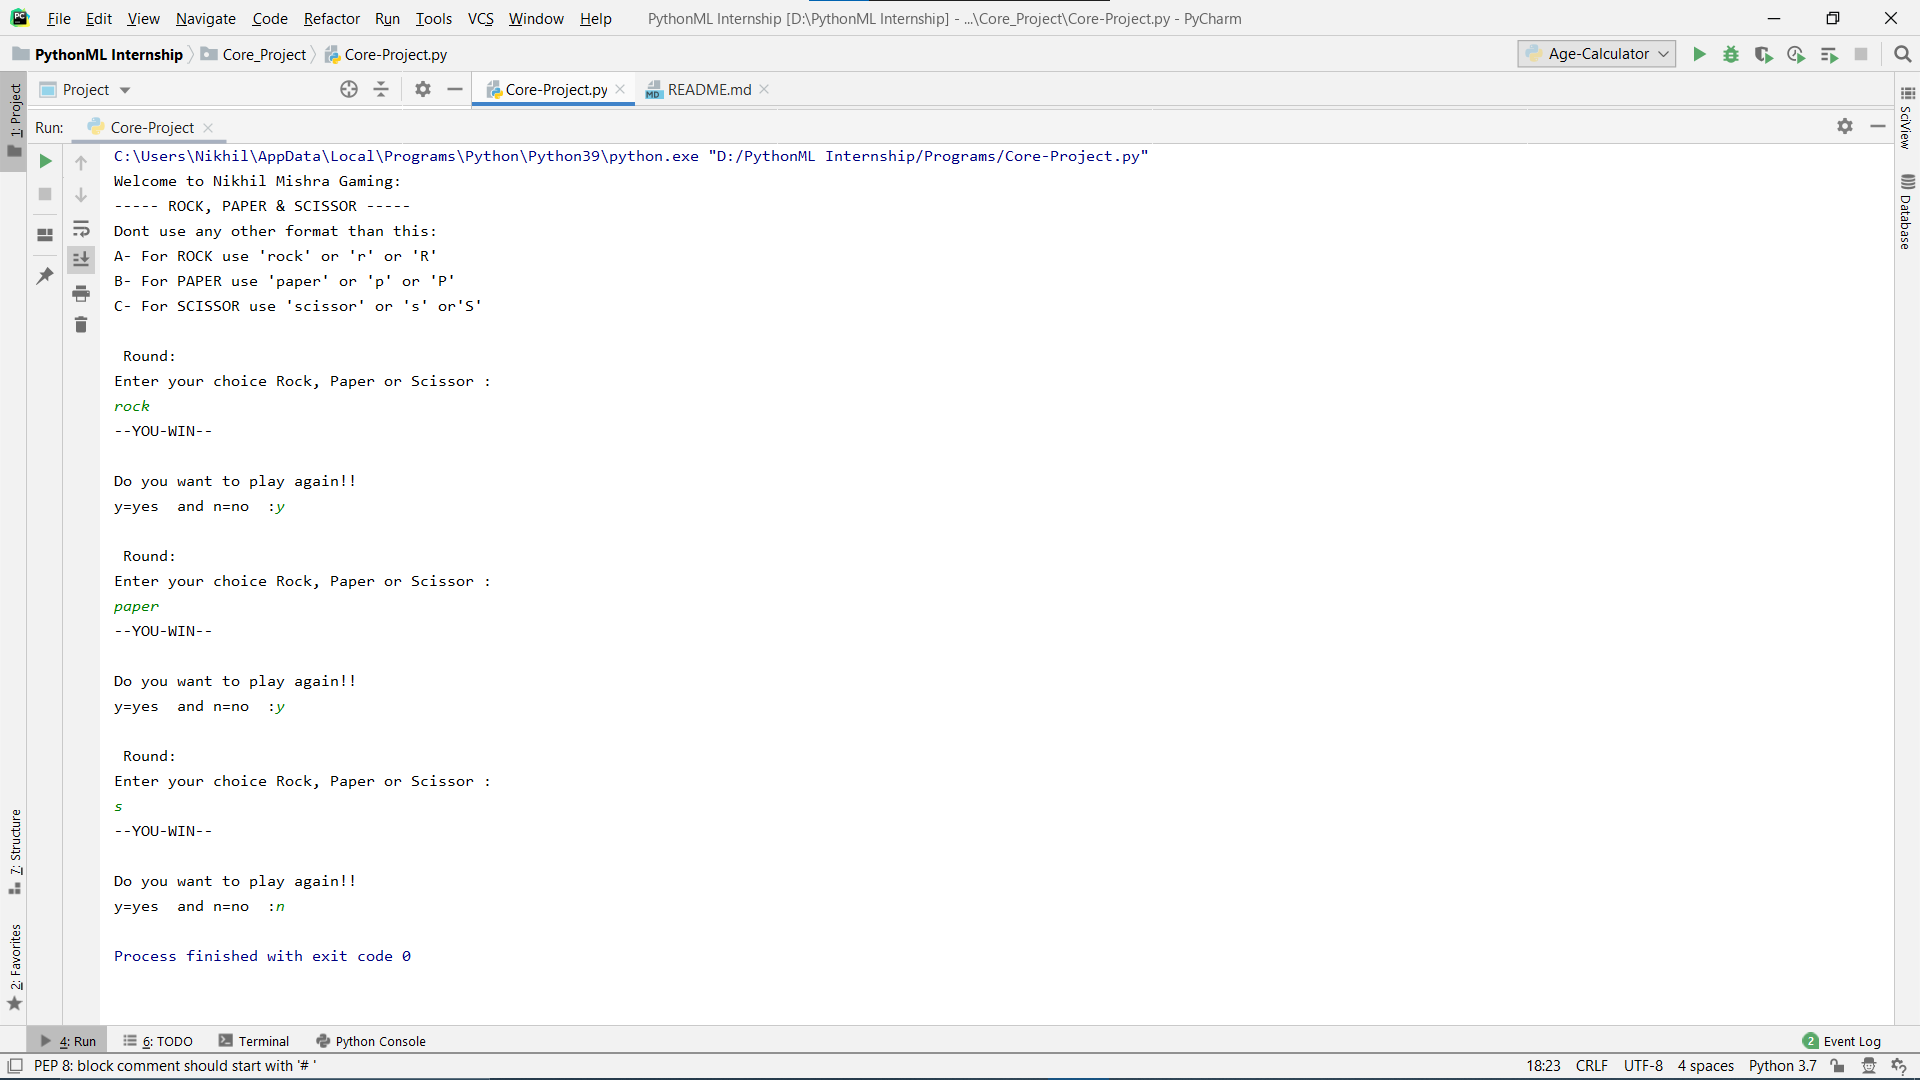 File Edit View Navigate Code Refactor Run Tools VCS Window Help PythonML Internship [D:\PythonML Internship] - ...\Core_Project\Core-Project.py - PyCharm
PythonML Internship Core_Project Core-Project.py Age-Calculator
1: Project
Project
Core-Project.py
README.md
Run: Core-Project
C:\Users\Nikhil\AppData\Local\Programs\Python\Python39\python.exe "D:/PythonML Internship/Programs/Core-Project.py"
Welcome to Nikhil Mishra Gaming:
----- ROCK, PAPER & SCISSOR -----
Dont use any other format than this:
A- For ROCK use 'rock' or 'r' or 'R'
B- For PAPER use 'paper' or 'p' or 'P'
C- For SCISSOR use 'scissor' or 's' or'S'
Round:
Enter your choice Rock, Paper or Scissor :
rock
--YOU-WIN--
Do you want to play again!!
y=yes  and n=no  :y
Round:
Enter your choice Rock, Paper or Scissor :
paper
--YOU-WIN--
Do you want to play again!!
y=yes  and n=no  :y
Round:
Enter your choice Rock, Paper or Scissor :
s
--YOU-WIN--
Do you want to play again!!
y=yes  and n=no  :n
Process finished with exit code 0
SciView
Database
7: Structure
2: Favorites
4: Run 6: TODO Terminal Python Console 2 Event Log
PEP 8: block comment should start with '# ' 18:23 CRLF UTF-8 4 spaces Python 3.7